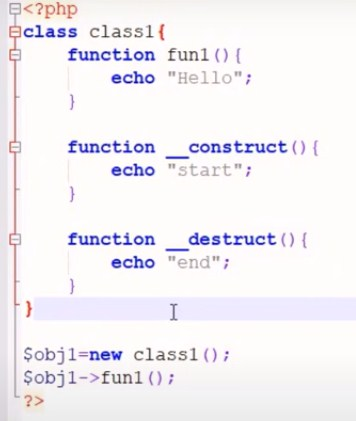 <?php
class class1{
function fun1(){
echo "Hello";
}
function __construct(){
echo "start";
}
function __destruct(){
echo "end";
}
}
$obj1=new class1();
$obj1->fun1();
?>